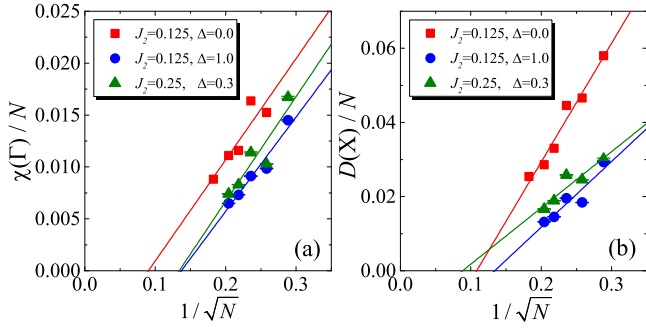 0.025
0.020
0.015
0.010
0.005
0.000
χ(Γ) / N
J₂=0.125, Δ=0.0
J₂=0.125, Δ=1.0
J₂=0.25, Δ=0.3
(a)
0.0 0.1 0.2 0.3
1/√N
0.06
0.04
0.02
0.00
D(X) / N
J₂=0.125, Δ=0.0
J₂=0.125, Δ=1.0
J₂=0.25, Δ=0.3
(b)
0.0 0.1 0.2 0.3
1/√N